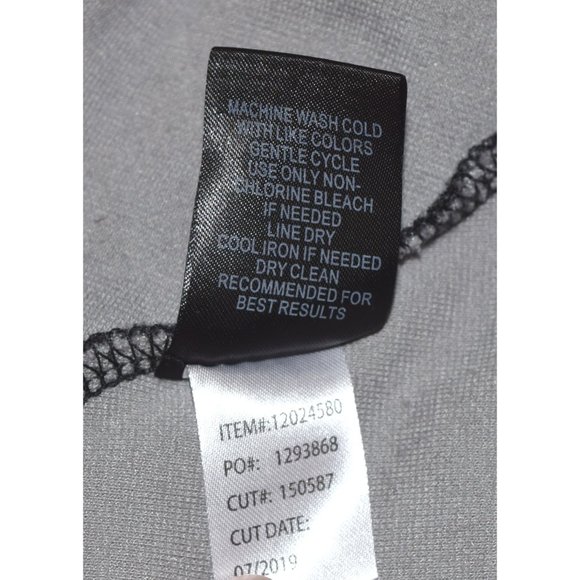 MACHINE WASH COLD
WITH LIKE COLORS
GENTLE CYCLE
USE ONLY NON-
CHLORINE BLEACH
IF NEEDED
LINE DRY
COOL IRON IF NEEDED
DRY CLEAN
RECOMMENDED FOR
BEST RESULTS
ITEM#:12024580
PO#: 1293868
CUT#: 150587
CUT DATE:
07/2019